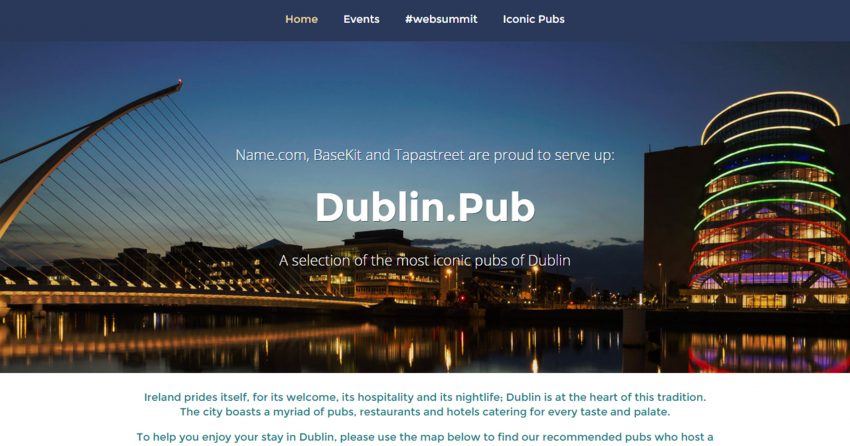 Home Events #websummit Iconic Pubs
Name.com, BaseKit and Tapastreet are proud to serve up:
Dublin.Pub
A selection of the most iconic pubs of Dublin
Ireland prides itself, for its welcome, its hospitality and its nightlife; Dublin is at the heart of this tradition.
The city boasts a myriad of pubs, restaurants and hotels catering for every taste and palate.
To help you enjoy your stay in Dublin, please use the map below to find our recommended pubs who host a